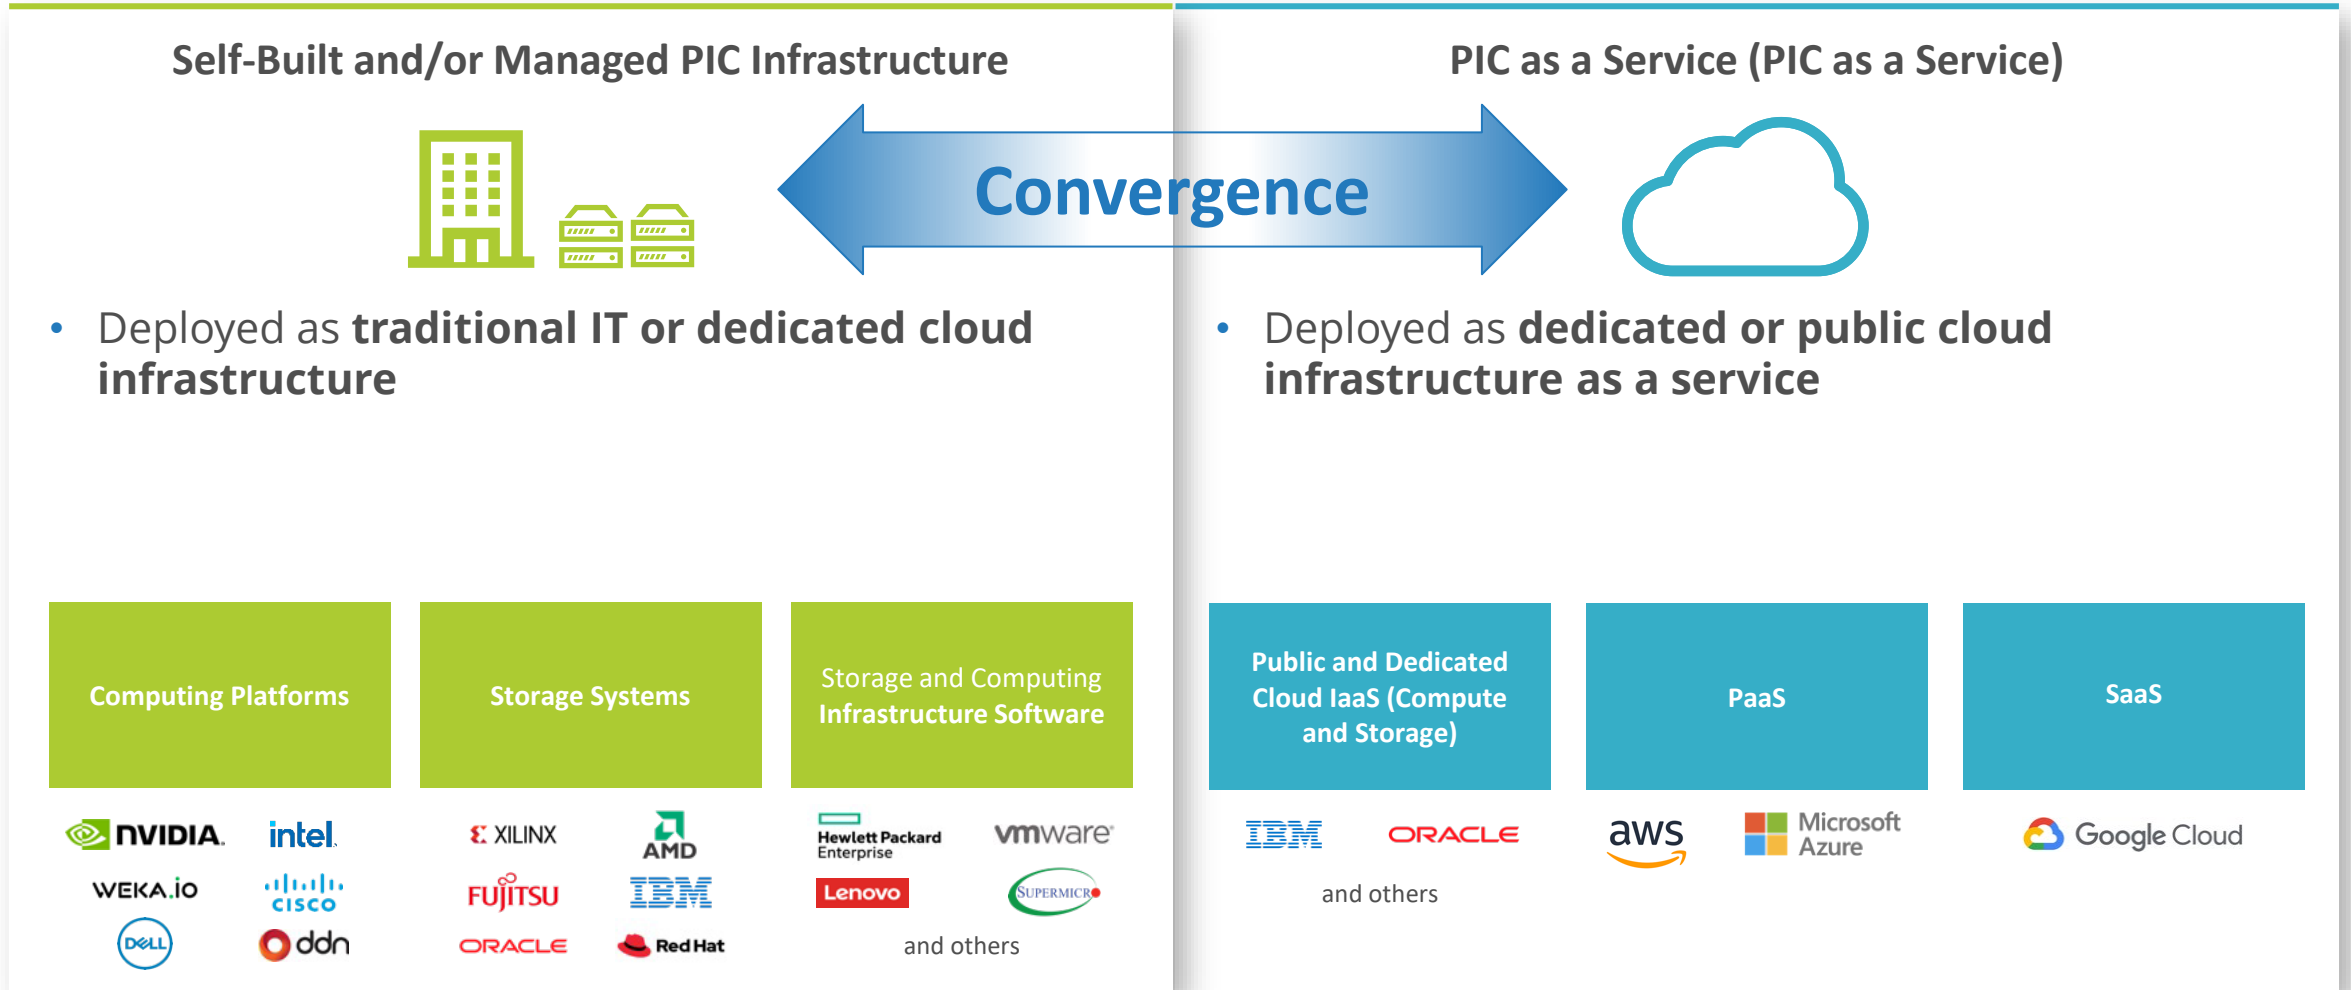 Self-Built and/or Managed PIC Infrastructure
Convergence
• Deployed as traditional IT or dedicated cloud
infrastructure
Computing Platforms
Storage Systems
Storage and Computing
Infrastructure Software
NVIDIA.
intel.
XILINX
AMD
Hewlett Packard
Enterprise
vmware
WEKA.iO
CISCO
FUJITSU
IBM
Lenovo
SUPERMICRO
DELL
ddn
ORACLE
Red Hat
and others
PIC as a Service (PIC as a Service)
• Deployed as dedicated or public cloud
infrastructure as a service
Public and Dedicated
Cloud IaaS (Compute
and Storage)
PaaS
SaaS
IBM
ORACLE
aws
Microsoft
Azure
Google Cloud
and others